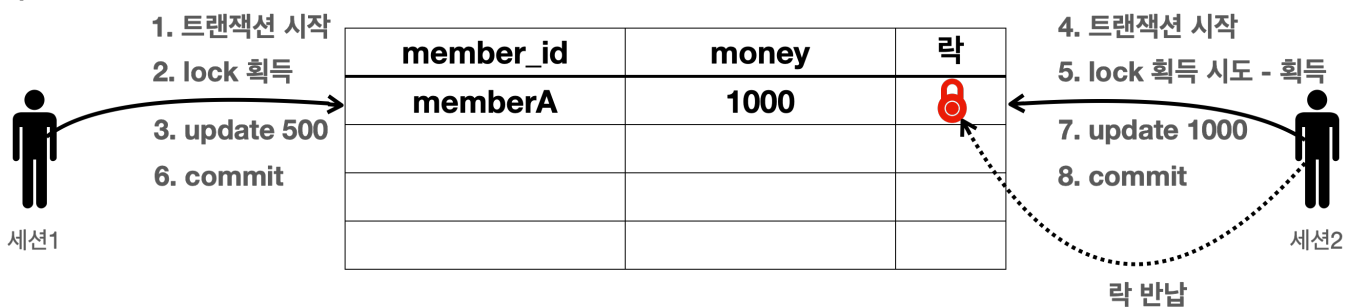 1. 트랜잭션 시작
2. lock 획득
3. update 500
6. commit
세션1
member_id money 락
memberA 1000
4. 트랜잭션 시작
5. lock 획득 시도 - 획득
7. update 1000
8. commit
세션2
락 반납